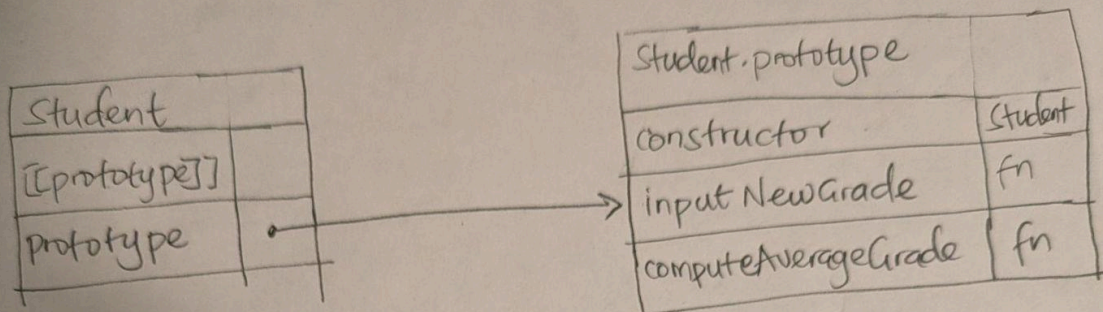 Student
[[prototype]]
prototype
Student.prototype
constructor Student
inputNewGrade fn
computeAverageGrade fn